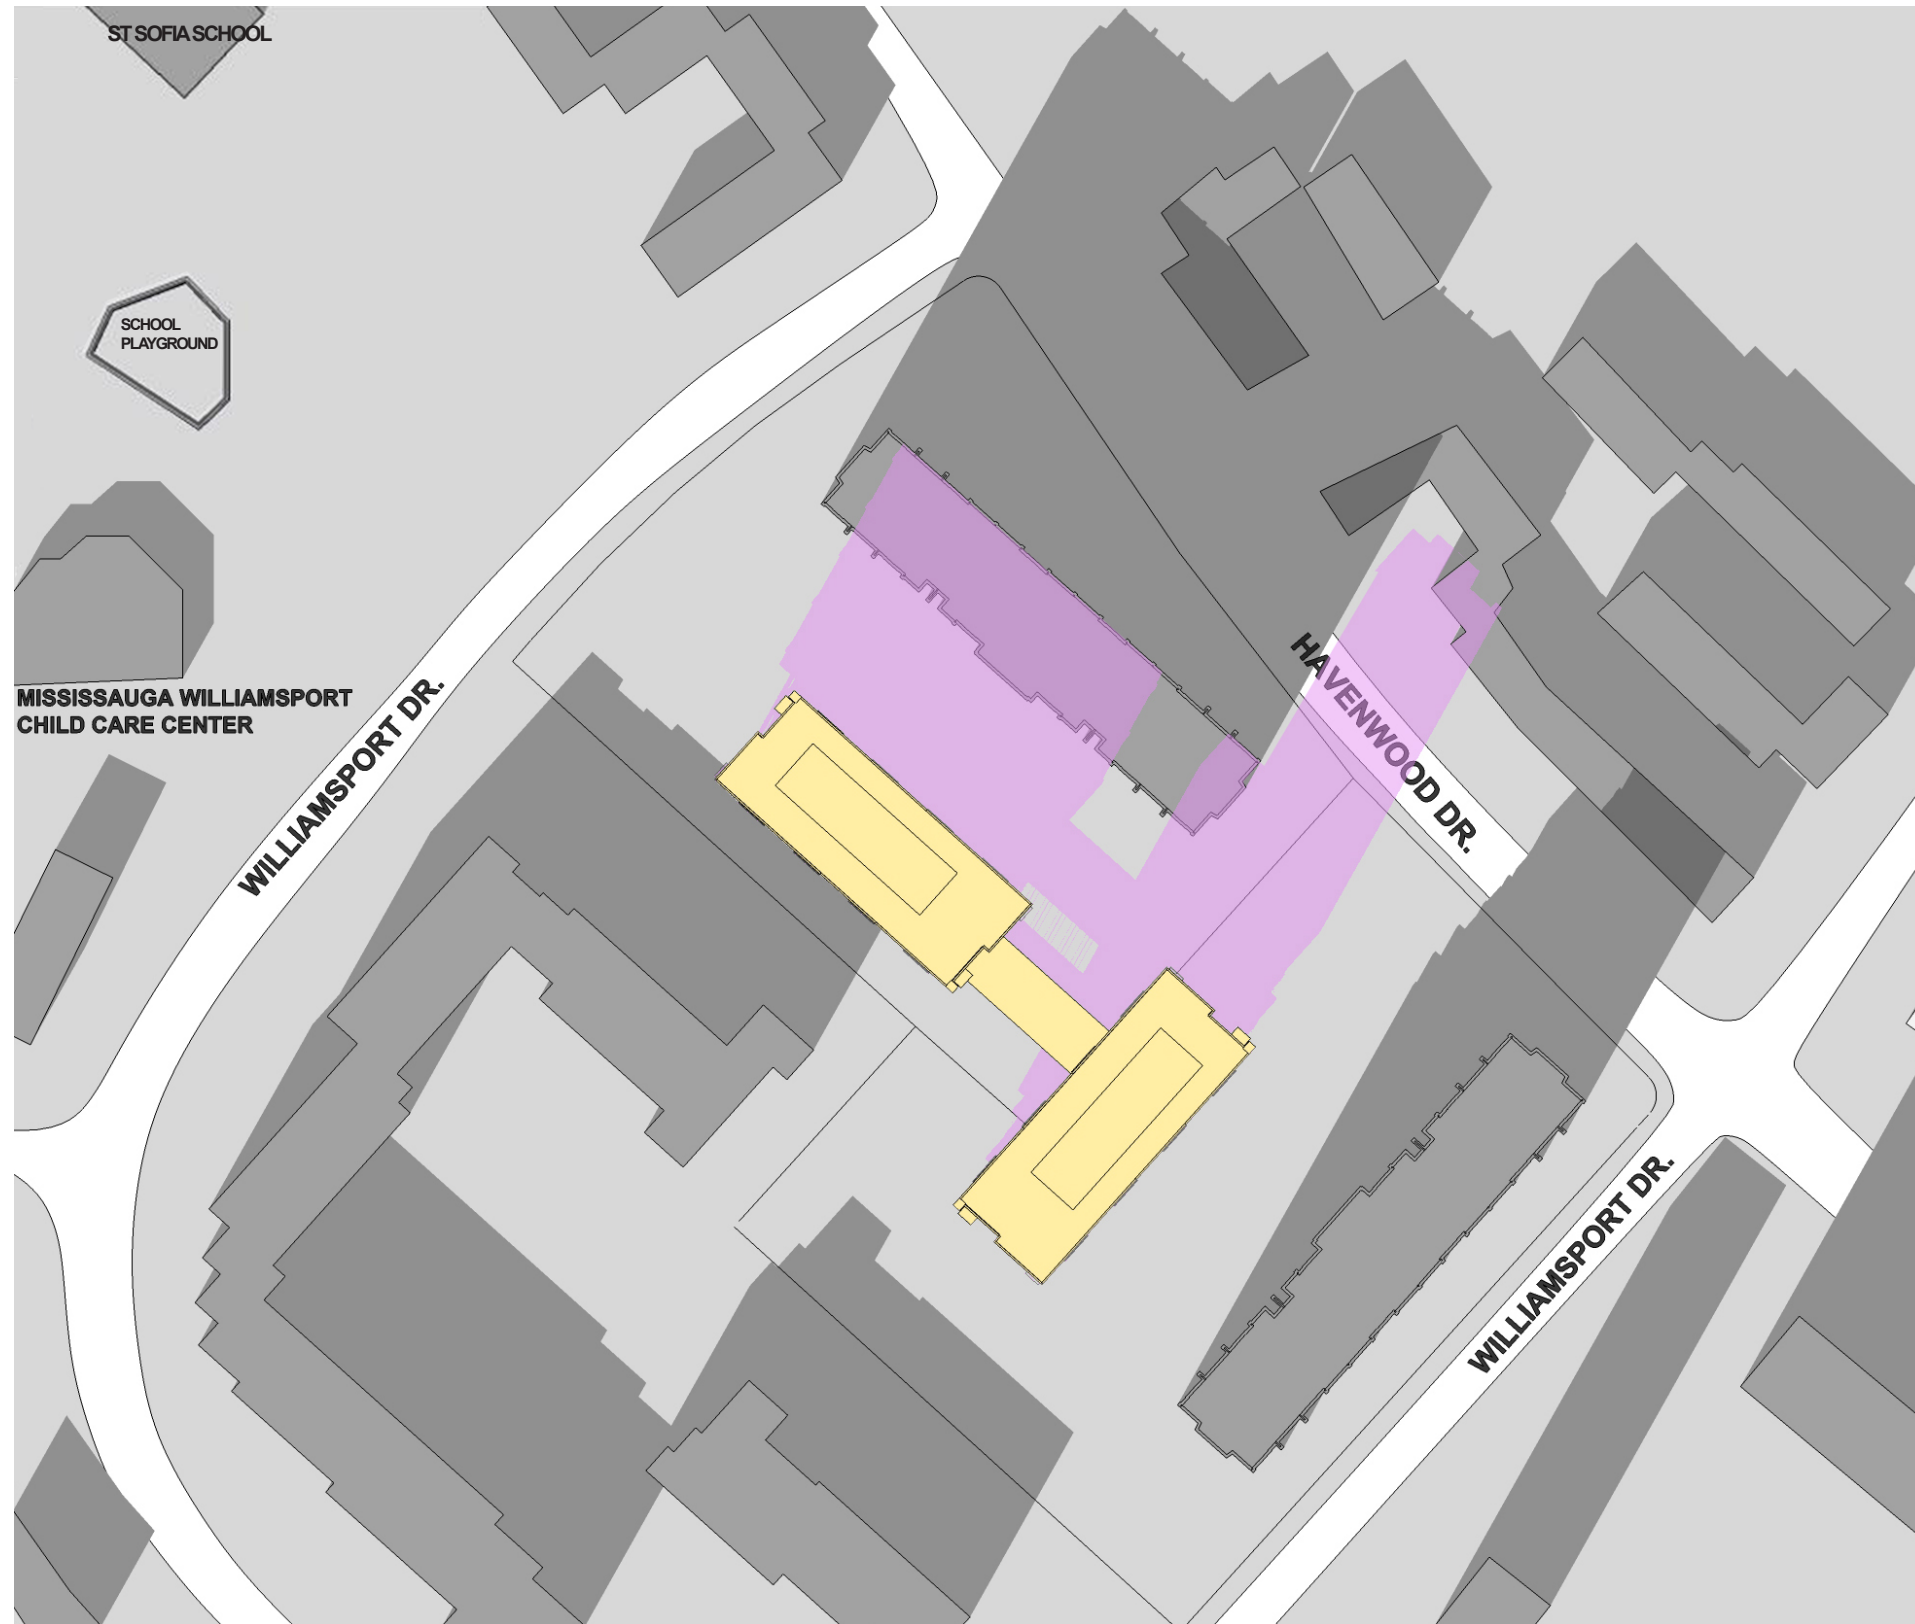 ST SOFIA SCHOOL
SCHOOL
PLAYGROUND
MISSISSAUGA WILLIAMSPORT
CHILD CARE CENTER
WILLIAMSPORT DR.
HAVENWOOD DR.
WILLIAMSPORT DR.